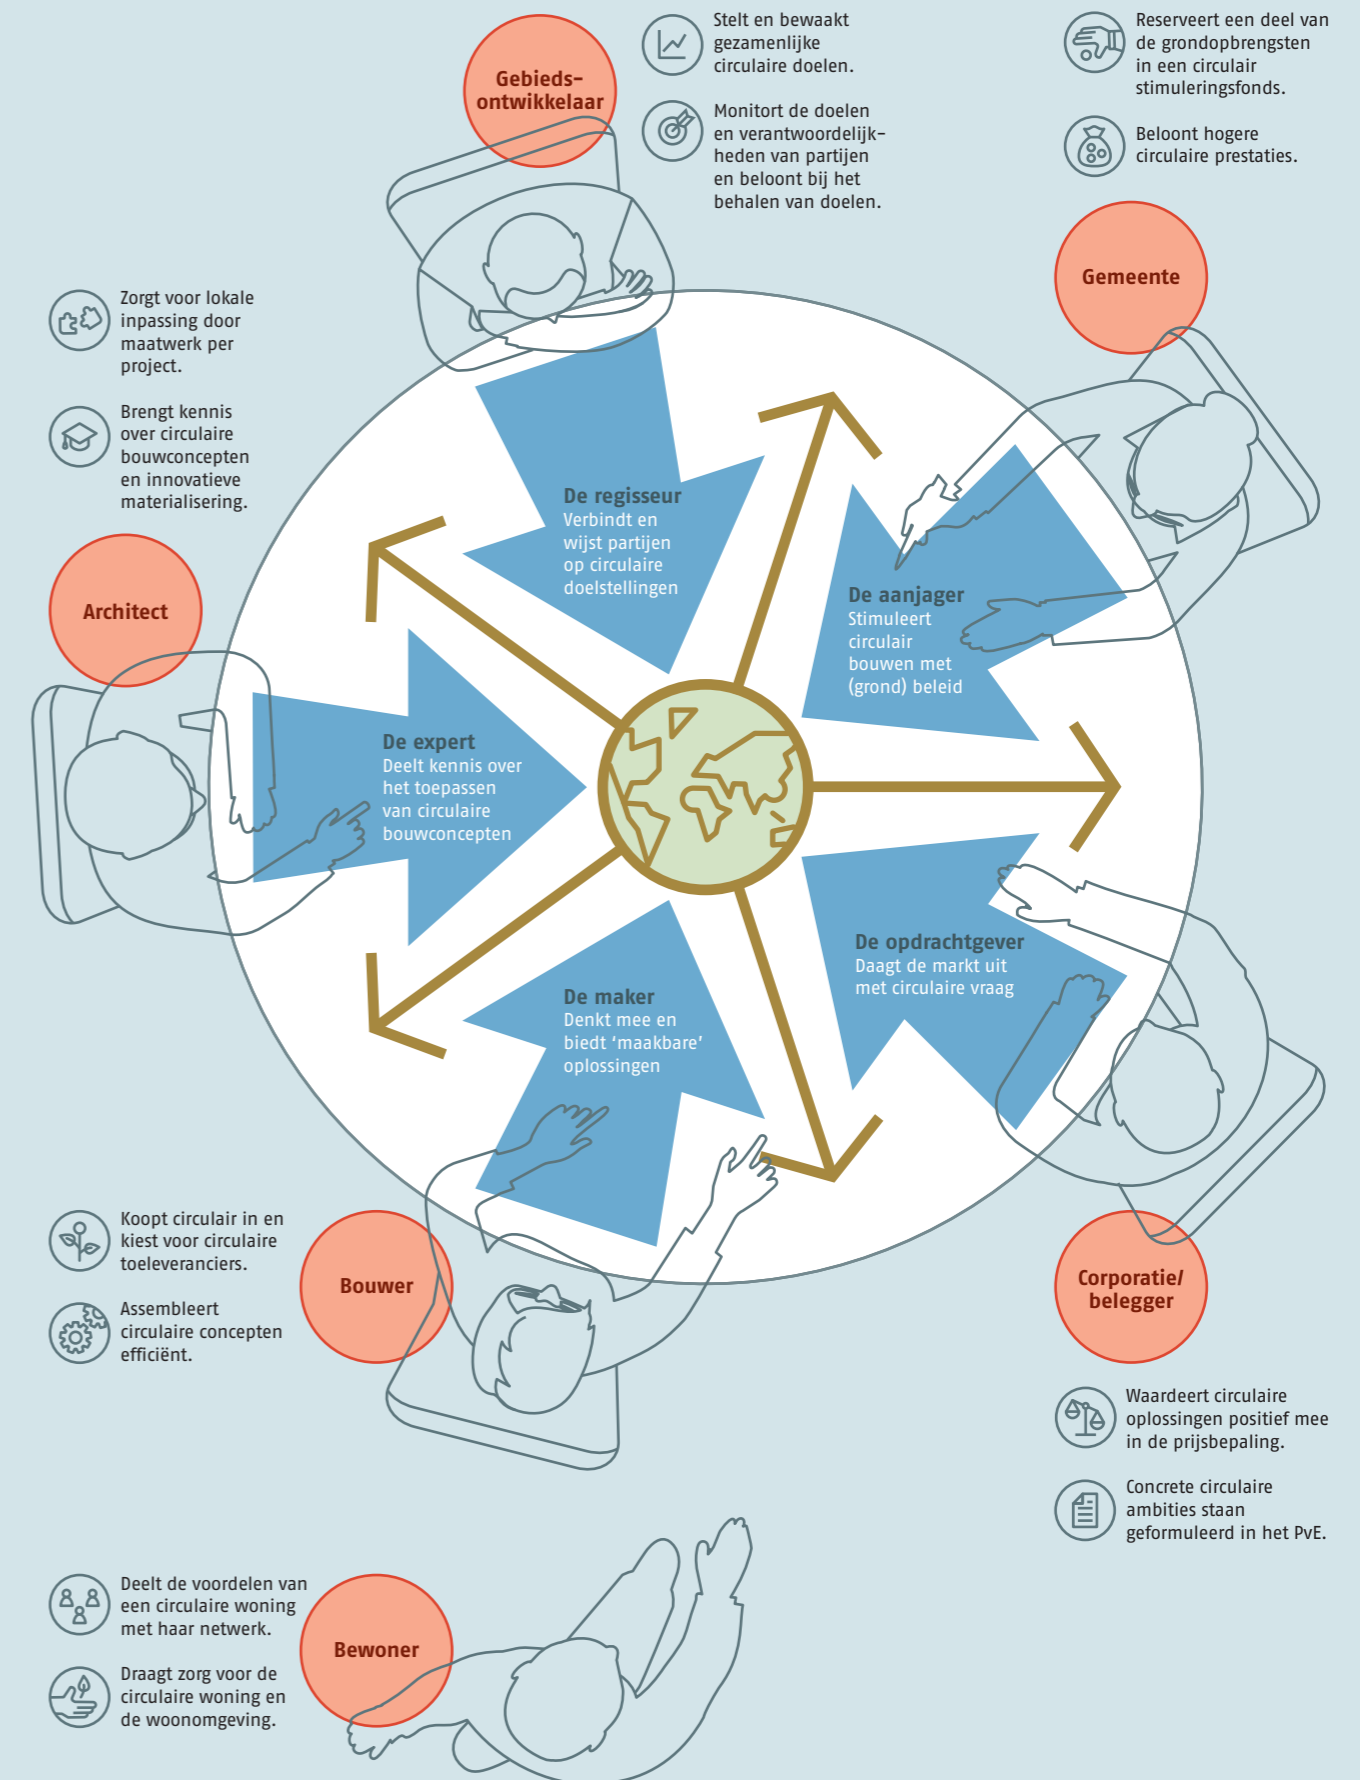 Gebieds-
ontwikkelaar
Stelt en bewaakt
gezamenlijke
circulaire doelen.
Monitort de doelen
en verantwoordelijk-
heden van partijen
en beloont bij het
behalen van doelen.
Reserveert een deel van
de grondopbrengsten
in een circulair
stimuleringsfonds.
Beloont hogere
circulaire prestaties.
Gemeente
Zorgt voor lokale
inpassing door
maatwerk per
project.
Brengt kennis
over circulaire
bouwconcepten
en innovatieve
materialisering.
Architect
De regisseur
Verbindt en
wijst partijen
op circulaire
doelstellingen
De aanjager
Stimuleert
circulair
bouwen met
(grond) beleid
De expert
Deelt kennis over
het toepassen
van circulaire
bouwconcepten
De opdrachtgever
Daagt de markt uit
met circulaire vraag
De maker
Denkt mee en
biedt ‘maakbare’
oplossingen
Koopt circulair in en
kiest voor circulaire
toeleveranciers.
Assembleert
circulaire concepten
efficiënt.
Bouwer
Corporatie/
belegger
Waardeert circulaire
oplossingen positief mee
in de prijsbepaling.
Concrete circulaire
ambities staan
geformuleerd in het PvE.
Deelt de voordelen van
een circulaire woning
met haar netwerk.
Draagt zorg voor de
circulaire woning en
de woonomgeving.
Bewoner